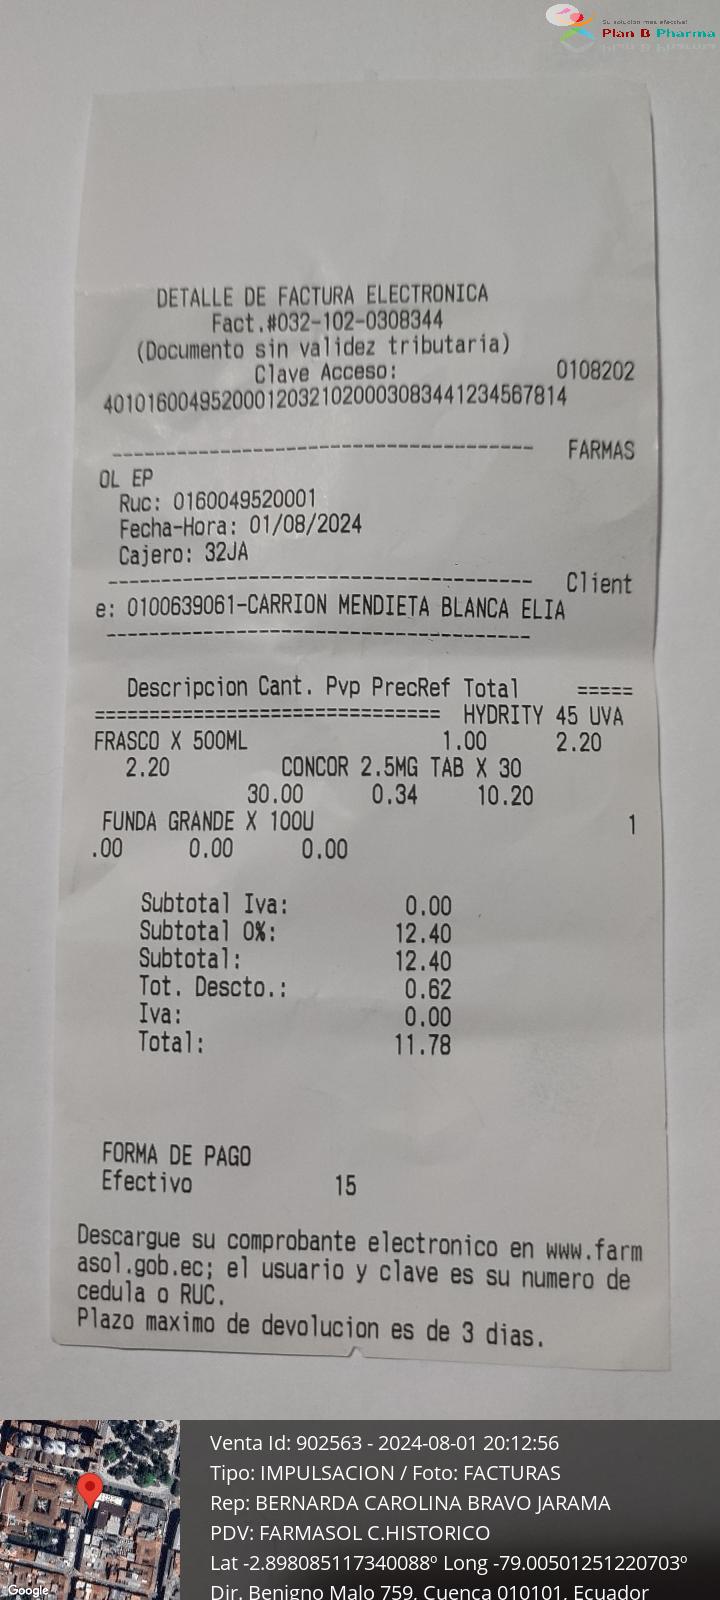 Su solucion mas efectiva!
Plan B Pharma
DETALLE DE FACTURA ELECTRONICA
Fact.#032-102-0308344
(Documento sin validez tributaria)
Clave Acceso: 0108202
401016004952000120321020003083441234567814
---------------------------------------- FARMAS
OL EP
Ruc: 0160049520001
Fecha-Hora: 01/08/2024
Cajero: 32JA
---------------------------------------- Client
e: 0100639061-CARRION MENDIETA BLANCA ELIA
----------------------------------------
Descripcion Cant. Pvp PrecRef Total =====
=============================== HYDRITY 45 UVA
FRASCO X 500ML 1.00 2.20
2.20 CONCOR 2.5MG TAB X 30
30.00 0.34 10.20
FUNDA GRANDE X 100U 1
.00 0.00 0.00
Subtotal Iva: 0.00
Subtotal 0%: 12.40
Subtotal: 12.40
Tot. Descto.: 0.62
Iva: 0.00
Total: 11.78
FORMA DE PAGO
Efectivo 15
Descargue su comprobante electronico en www.farm
asol.gob.ec; el usuario y clave es su numero de
cedula o RUC.
Plazo maximo de devolucion es de 3 dias.
Venta Id: 902563 - 2024-08-01 20:12:56
Tipo: IMPULSACION / Foto: FACTURAS
Rep: BERNARDA CAROLINA BRAVO JARAMA
PDV: FARMASOL C.HISTORICO
Lat -2.898085117340088º Long -79.00501251220703º
Dir. Benigno Malo 759, Cuenca 010101, Ecuador
Google